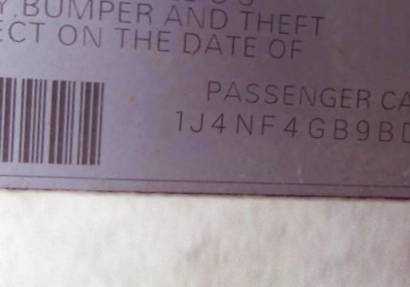 Y, BUMPER AND THEFT
ECT ON THE DATE OF
PASSENGER CA
1J4NF4GB9BD